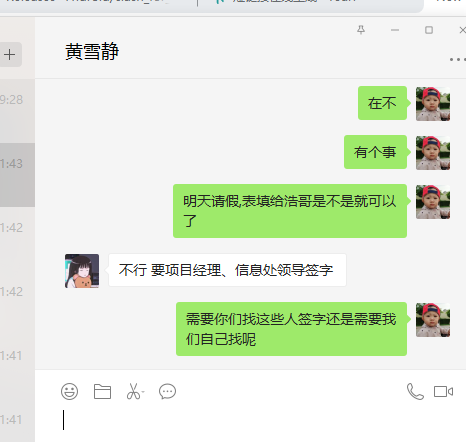 黄雪静
9:28
在不
1:43
有个事
明天请假,表填给浩哥是不是就可以
了
1:42
不行 要项目经理、信息处领导签字
1:42
需要你们找这些人签字还是需要我
们自己找呢
1:41
1:41